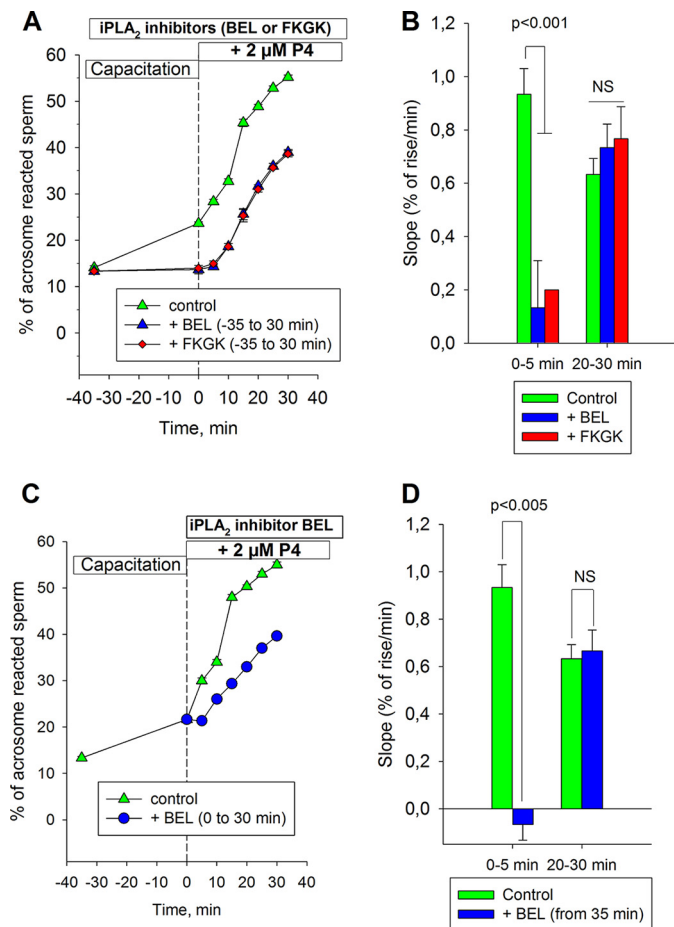 A
iPLA₂ inhibitors (BEL or FKGK)
+ 2 µM P4
Capacitation
% of acrosome reacted sperm
60
50
40
30
20
10
0
control
+ BEL (-35 to 30 min)
+ FKGK (-35 to 30 min)
-40 -30 -20 -10 0 10 20 30 40
Time, min
B
p<0.001
NS
Slope (% of rise/min)
1,2
1,0
0,8
0,6
0,4
0,2
0,0
0-5 min 20-30 min
Control
+ BEL
+ FKGK
C
iPLA₂ inhibitor BEL
+ 2 µM P4
Capacitation
% of acrosome reacted sperm
60
50
40
30
20
10
0
control
+ BEL (0 to 30 min)
-40 -30 -20 -10 0 10 20 30 40
Time, min
D
p<0.005
NS
Slope (% of rise/min)
1,2
1,0
0,8
0,6
0,4
0,2
0,0
0-5 min 20-30 min
Control
+ BEL (from 35 min)